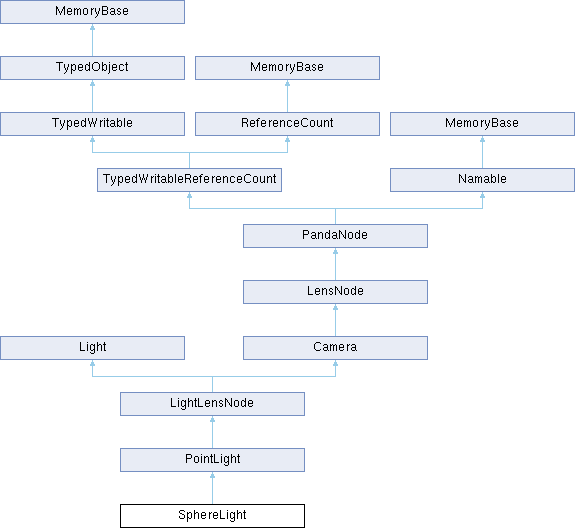 MemoryBase
TypedObject
MemoryBase
TypedWritable
ReferenceCount
MemoryBase
TypedWritableReferenceCount
Namable
PandaNode
LensNode
Light
Camera
LightLensNode
PointLight
SphereLight